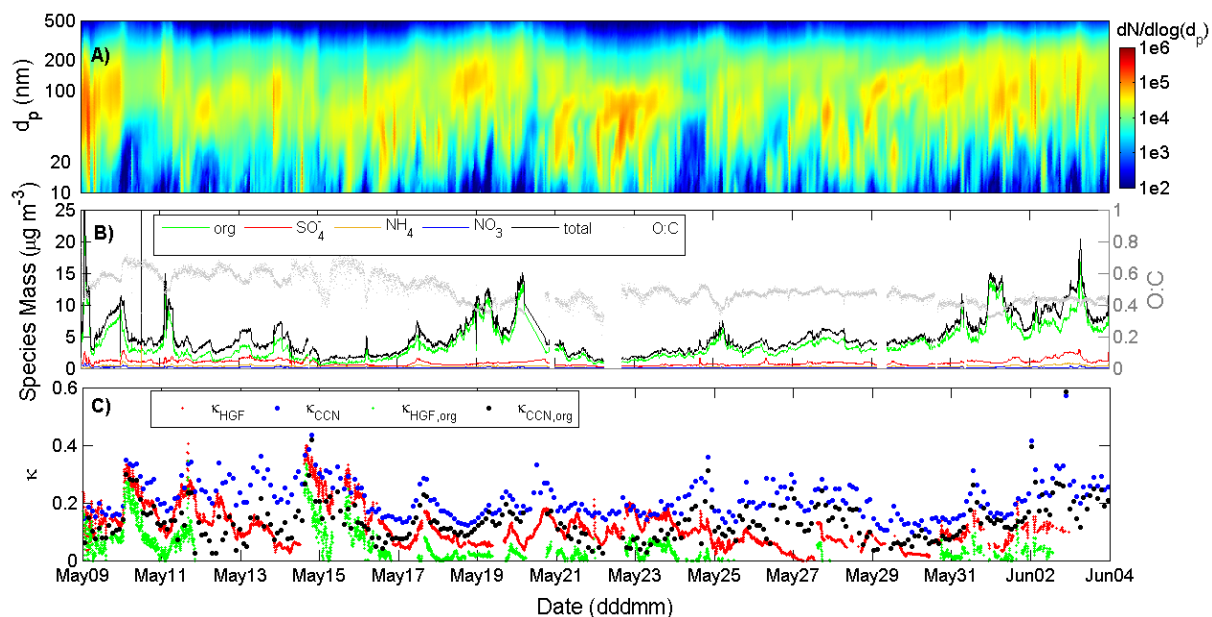 dN/dlog(dp)
500
A)
200
100
20
10
dp (nm)
1e6
1e5
1e4
1e3
1e2
25
20
15
10
5
0
Species Mass (μg m-3)
B)
org SO4- NH4 NO3 total O:C
1
0.8
0.6
0.4
0.2
0
O:C
0.6
0.4
0.2
0
κ
C)
κHGF κCCN κHGF,org κCCN,org
May09 May11 May13 May15 May17 May19 May21 May23 May25 May27 May29 May31 Jun02 Jun04
Date (dddmm)